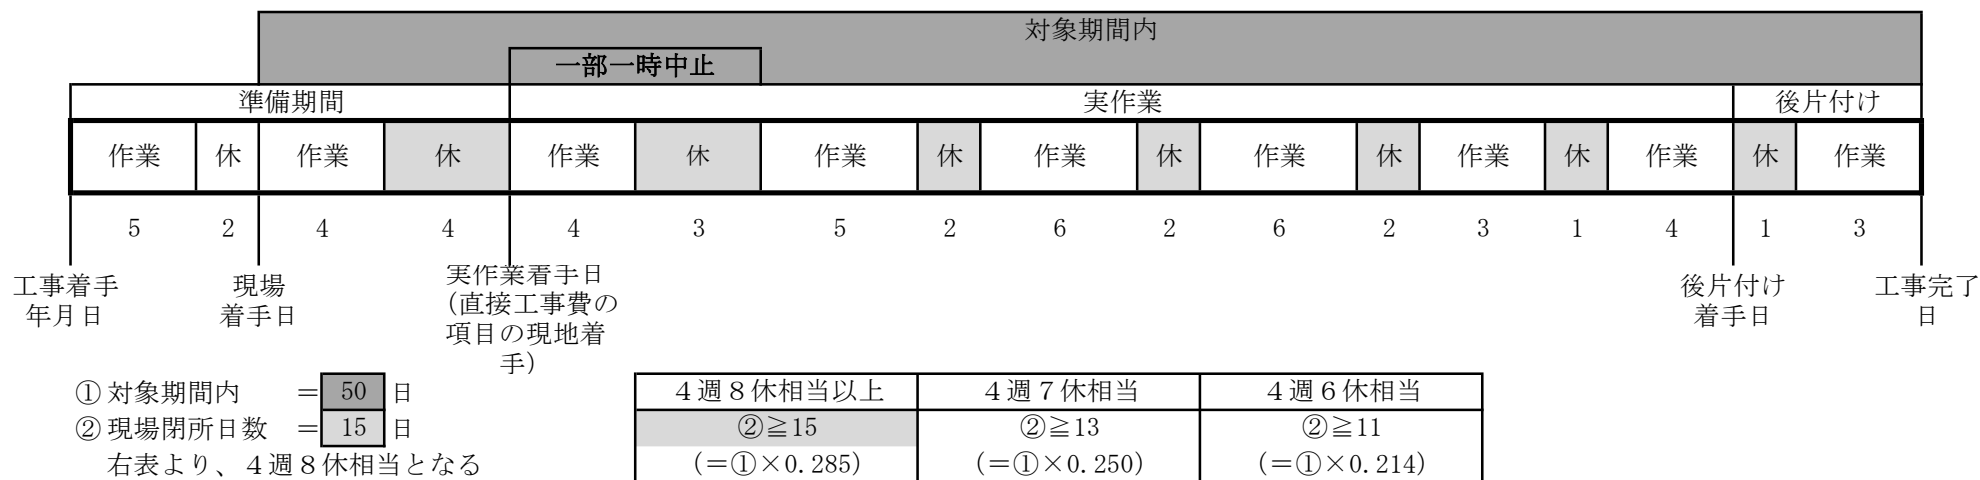 対象期間内
一部一時中止
準備期間 実作業 後片付け
作業 休 作業 休 作業 休 作業 休 作業 休 作業 休 作業 休 作業 休 作業
5 2 4 4 4 3 5 2 6 2 6 2 3 1 4 1 3
工事着手
年月日
現場
着手日
実作業着手日
(直接工事費の
項目の現地着
手)
後片付け
着手日
工事完了
日
①対象期間内 = 50 日
②現場閉所日数 = 15 日
右表より、4週8休相当となる
4週8休相当以上 4週7休相当 4週6休相当
②≧15 ②≧13 ②≧11
(=①×0.285) (=①×0.250) (=①×0.214)